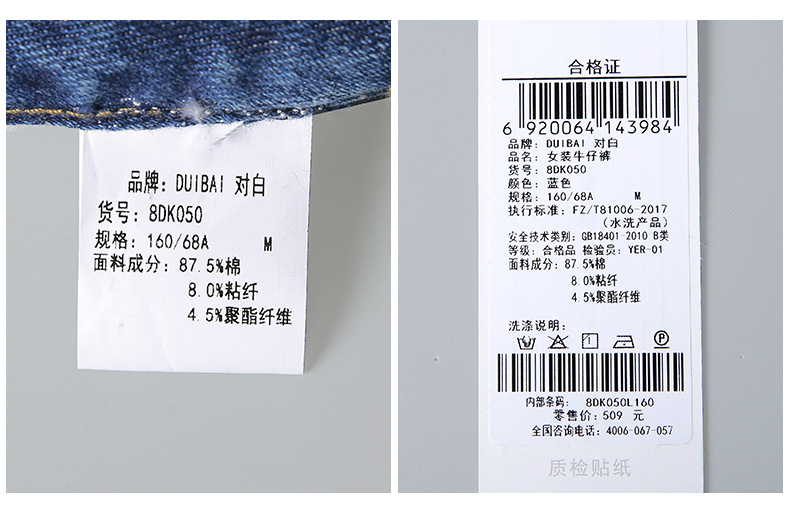 品牌: DUIBAI 对白
货号: 8DK050
规格: 160/68A M
面料成分: 87.5%棉
8.0%粘纤
4.5%聚酯纤维
合格证
6 920064 143984
品牌: DUIBAI 对白
品名: 女装牛仔裤
货号: 8DK050
颜色: 蓝色
规格: 160/68A M
执行标准: FZ/T81006-2017
(水洗产品)
安全技术类别: GB18401-2010 B类
等级: 合格品 检验员: YER-01
面料成分: 87.5%棉
8.0%粘纤
4.5%聚酯纤维
洗涤说明:
P
内部条码: 8DK050L160
零售价: 509 元
全国咨询电话: 4006-067-057
质检贴纸